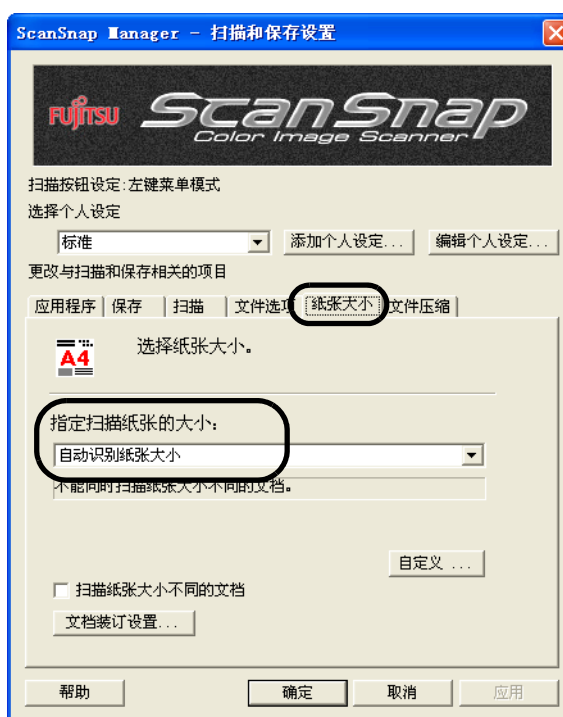 ScanSnap Manager - 扫描和保存设置
FUJITSU ScanSnap
Color Image Scanner
扫描按钮设定:左键菜单模式
选择个人设定
标准 添加个人设定... 编辑个人设定...
更改与扫描和保存相关的项目
应用程序 保存 扫描 文件选项 纸张大小 文件压缩
A4 选择纸张大小。
指定扫描纸张的大小:
自动识别纸张大小
不能同时扫描纸张大小不同的文档。
自定义 ...
扫描纸张大小不同的文档
文档装订设置...
帮助 确定 取消 应用